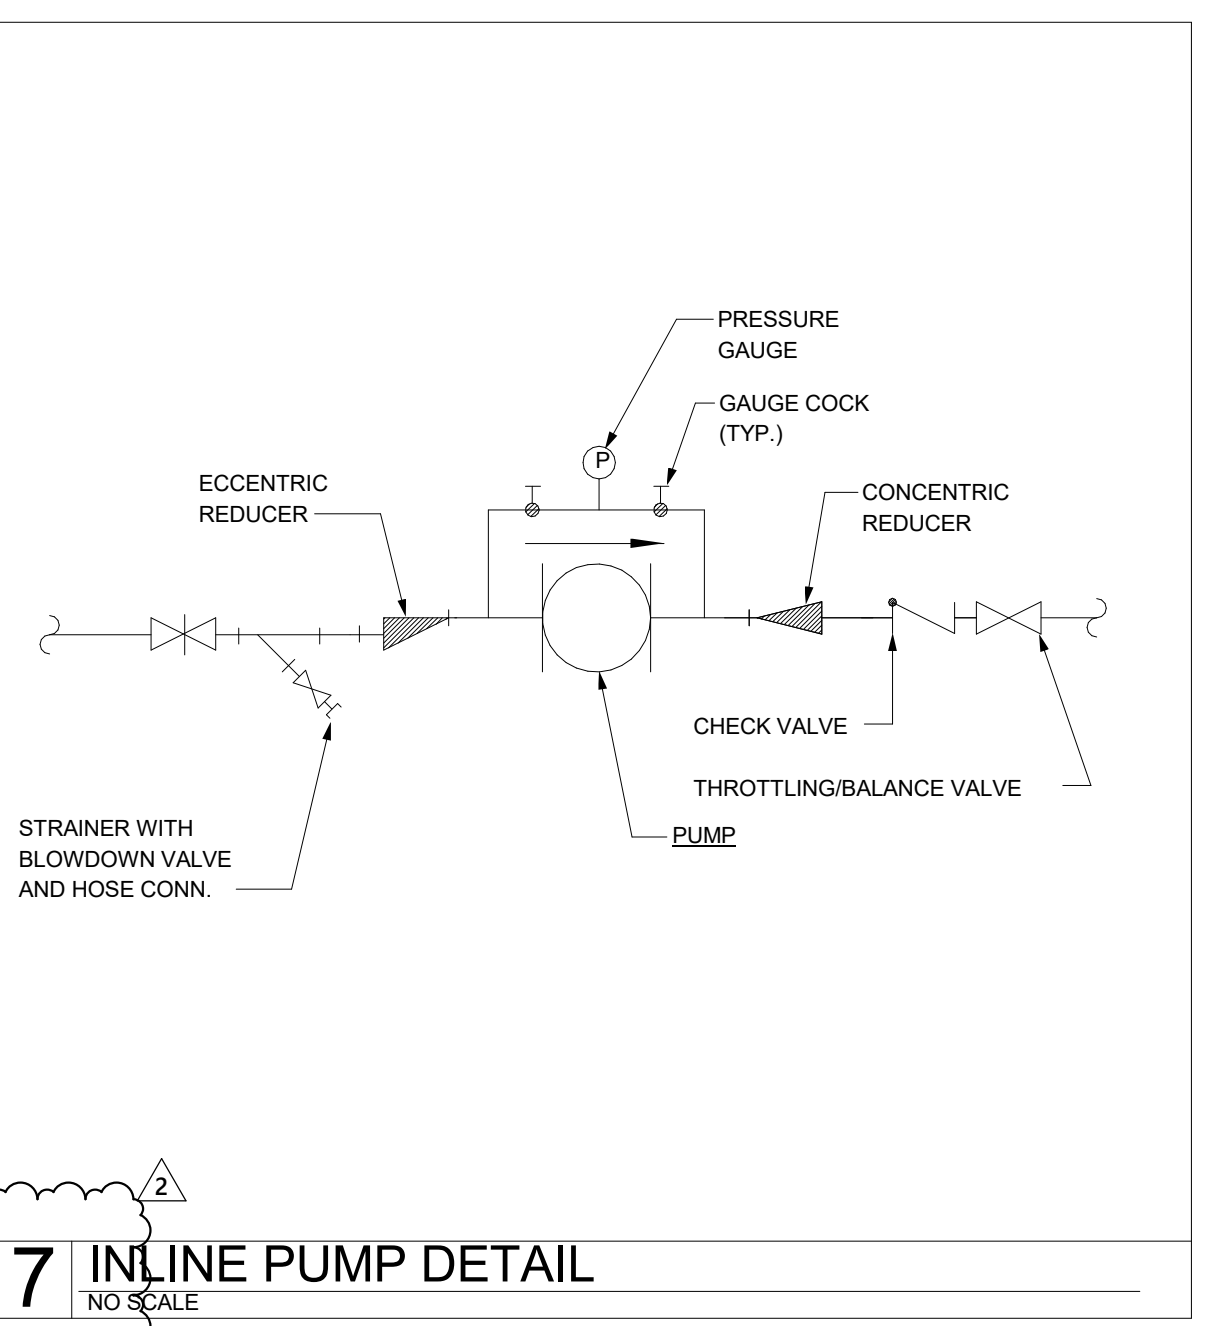 PRESSURE
GAUGE
GAUGE COCK
(TYP.)
P
ECCENTRIC
REDUCER
CONCENTRIC
REDUCER
CHECK VALVE
THROTTLING/BALANCE VALVE
PUMP
STRAINER WITH
BLOWDOWN VALVE
AND HOSE CONN.
2
7
INLINE PUMP DETAIL
NO SCALE